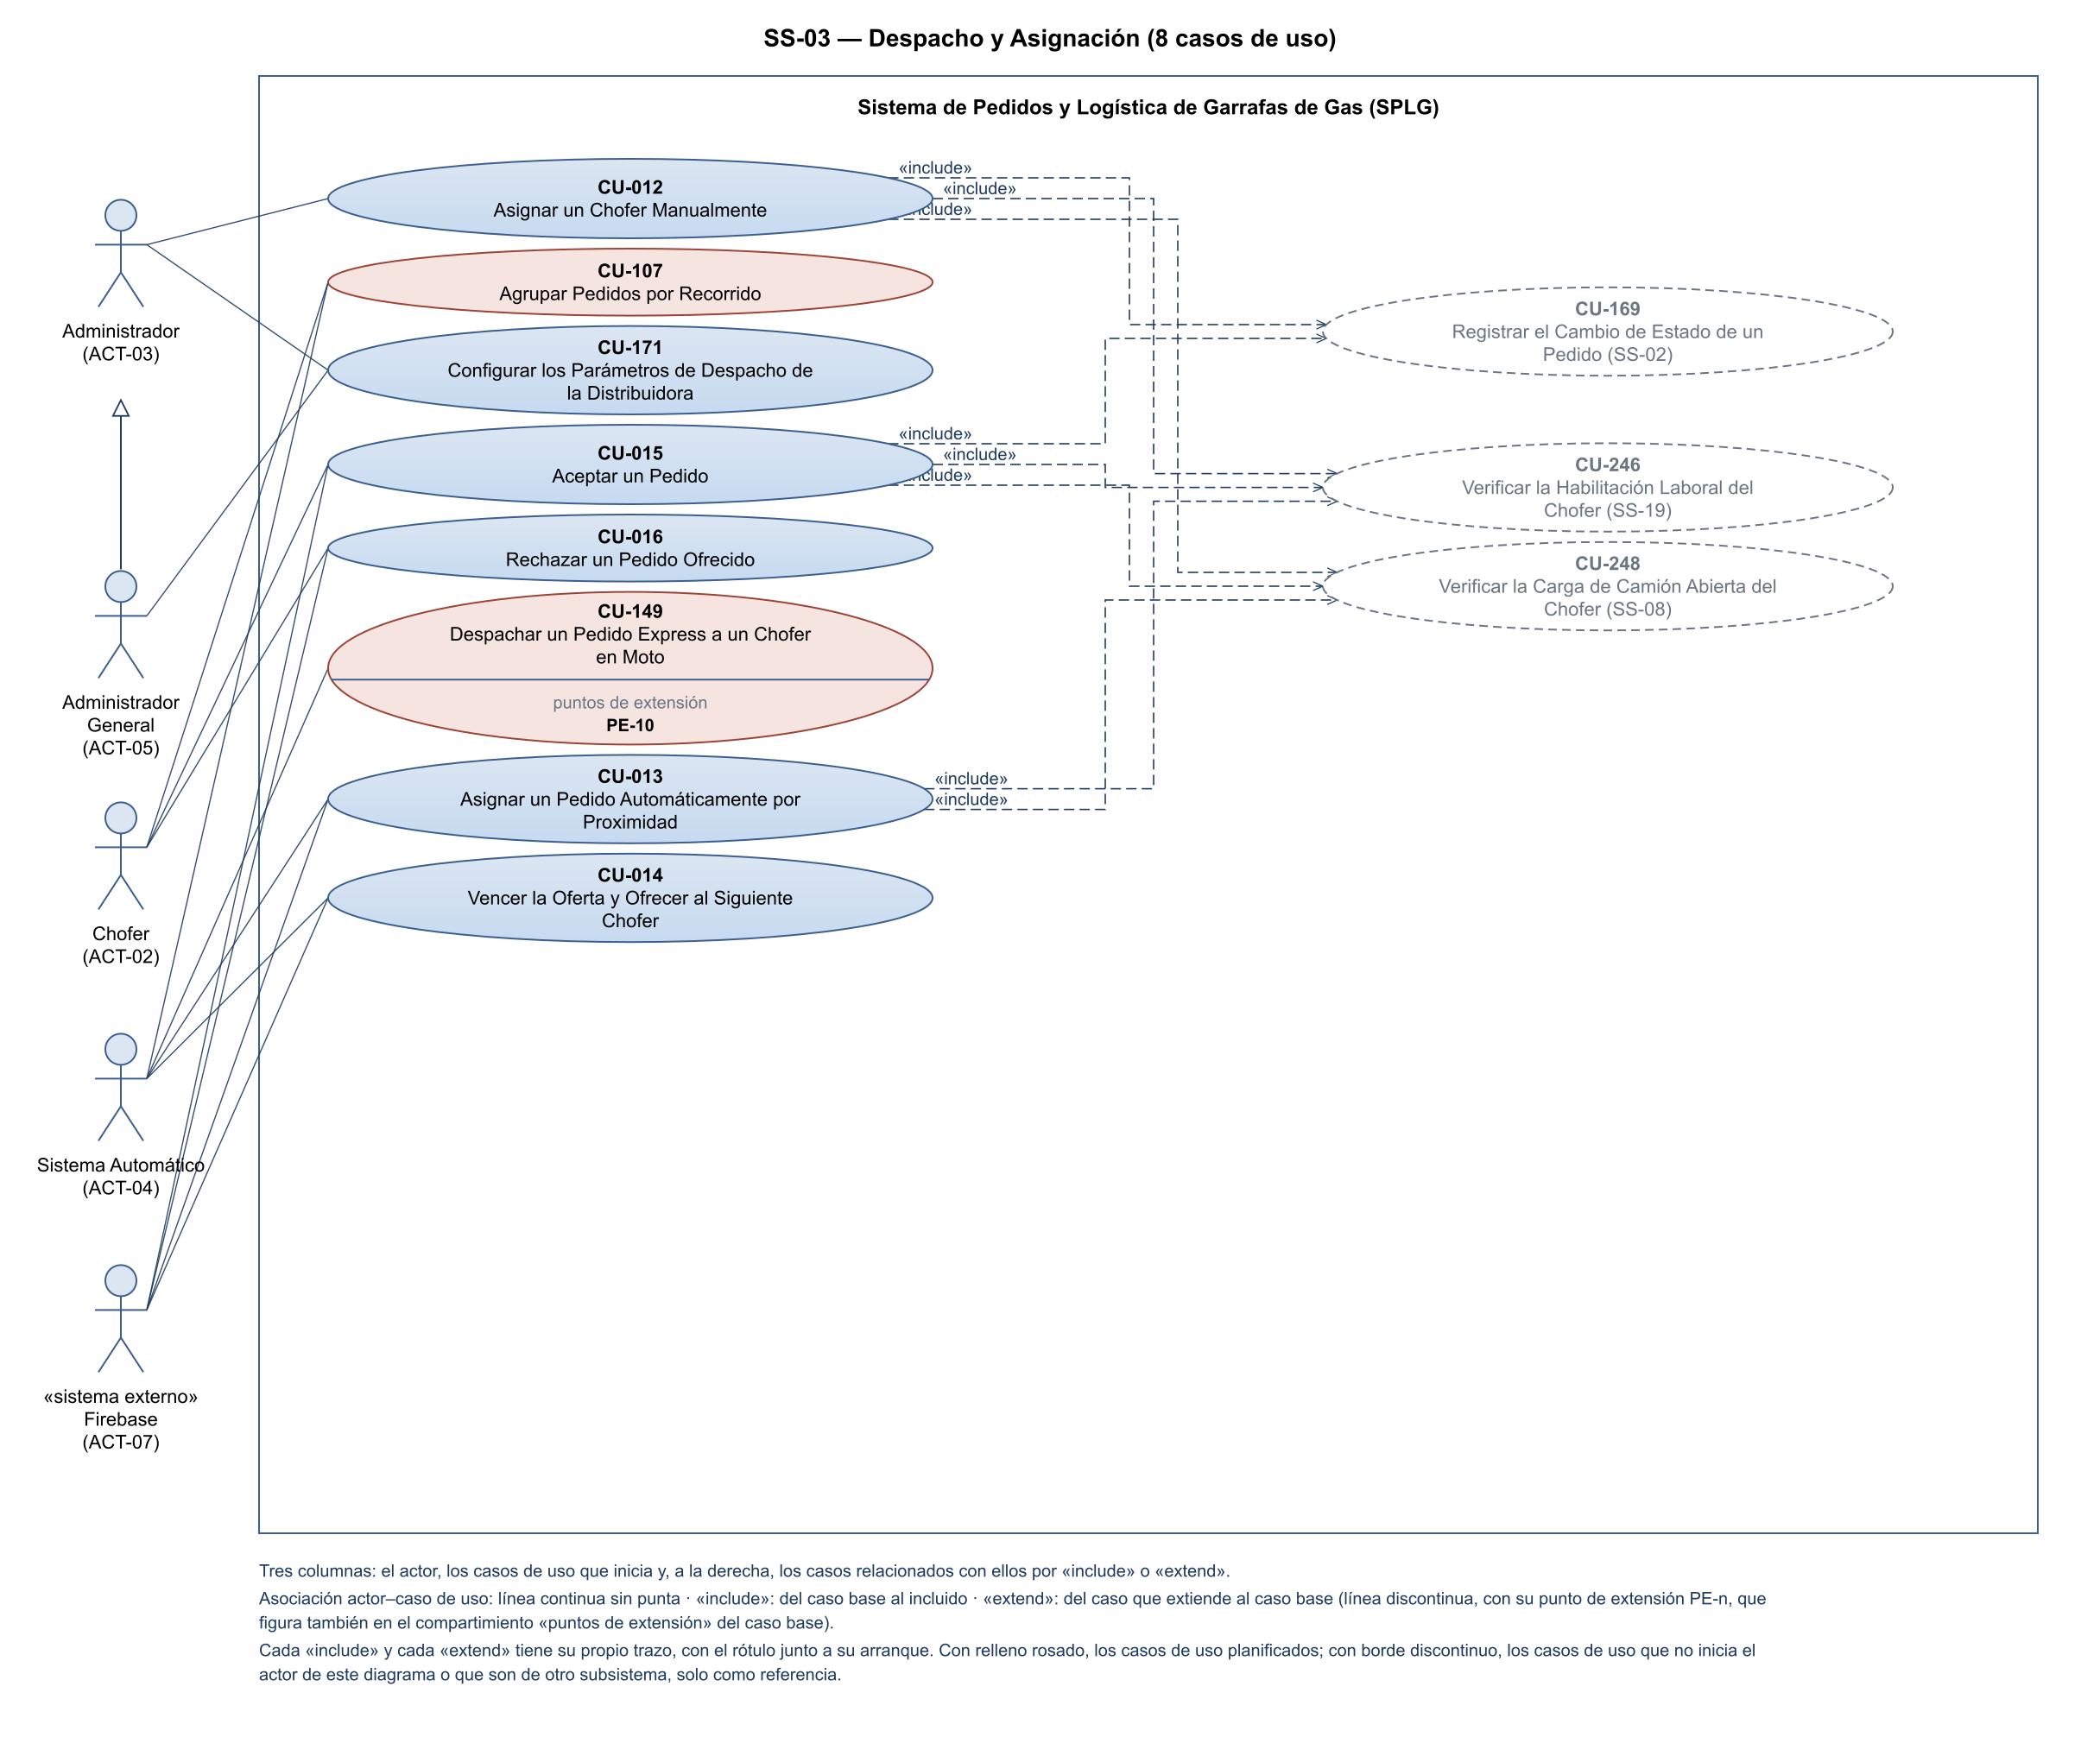 SS-03 — Despacho y Asignación (8 casos de uso)
Sistema de Pedidos y Logística de Garrafas de Gas (SPLG)
Administrador
(ACT-03)
Administrador
General
(ACT-05)
Chofer
(ACT-02)
Sistema Automático
(ACT-04)
«sistema externo»
Firebase
(ACT-07)
CU-012
Asignar un Chofer Manualmente
«include»
«include»
nclude»
CU-107
Agrupar Pedidos por Recorrido
CU-171
Configurar los Parámetros de Despacho de
la Distribuidora
CU-015
Aceptar un Pedido
«include»
«include»
nclude»
CU-016
Rechazar un Pedido Ofrecido
CU-149
Despachar un Pedido Express a un Chofer
en Moto
puntos de extensión
PE-10
CU-013
Asignar un Pedido Automáticamente por
Proximidad
«include»
«include»
CU-014
Vencer la Oferta y Ofrecer al Siguiente
Chofer
CU-169
Registrar el Cambio de Estado de un
Pedido (SS-02)
CU-246
Verificar la Habilitación Laboral del
Chofer (SS-19)
CU-248
Verificar la Carga de Camión Abierta del
Chofer (SS-08)
Tres columnas: el actor, los casos de uso que inicia y, a la derecha, los casos relacionados con ellos por «include» o «extend».
Asociación actor–caso de uso: línea continua sin punta · «include»: del caso base al incluido · «extend»: del caso que extiende al caso base (línea discontinua, con su punto de extensión PE-n, que
figura también en el compartimiento «puntos de extensión» del caso base).
Cada «include» y cada «extend» tiene su propio trazo, con el rótulo junto a su arranque. Con relleno rosado, los casos de uso planificados; con borde discontinuo, los casos de uso que no inicia el
actor de este diagrama o que son de otro subsistema, solo como referencia.